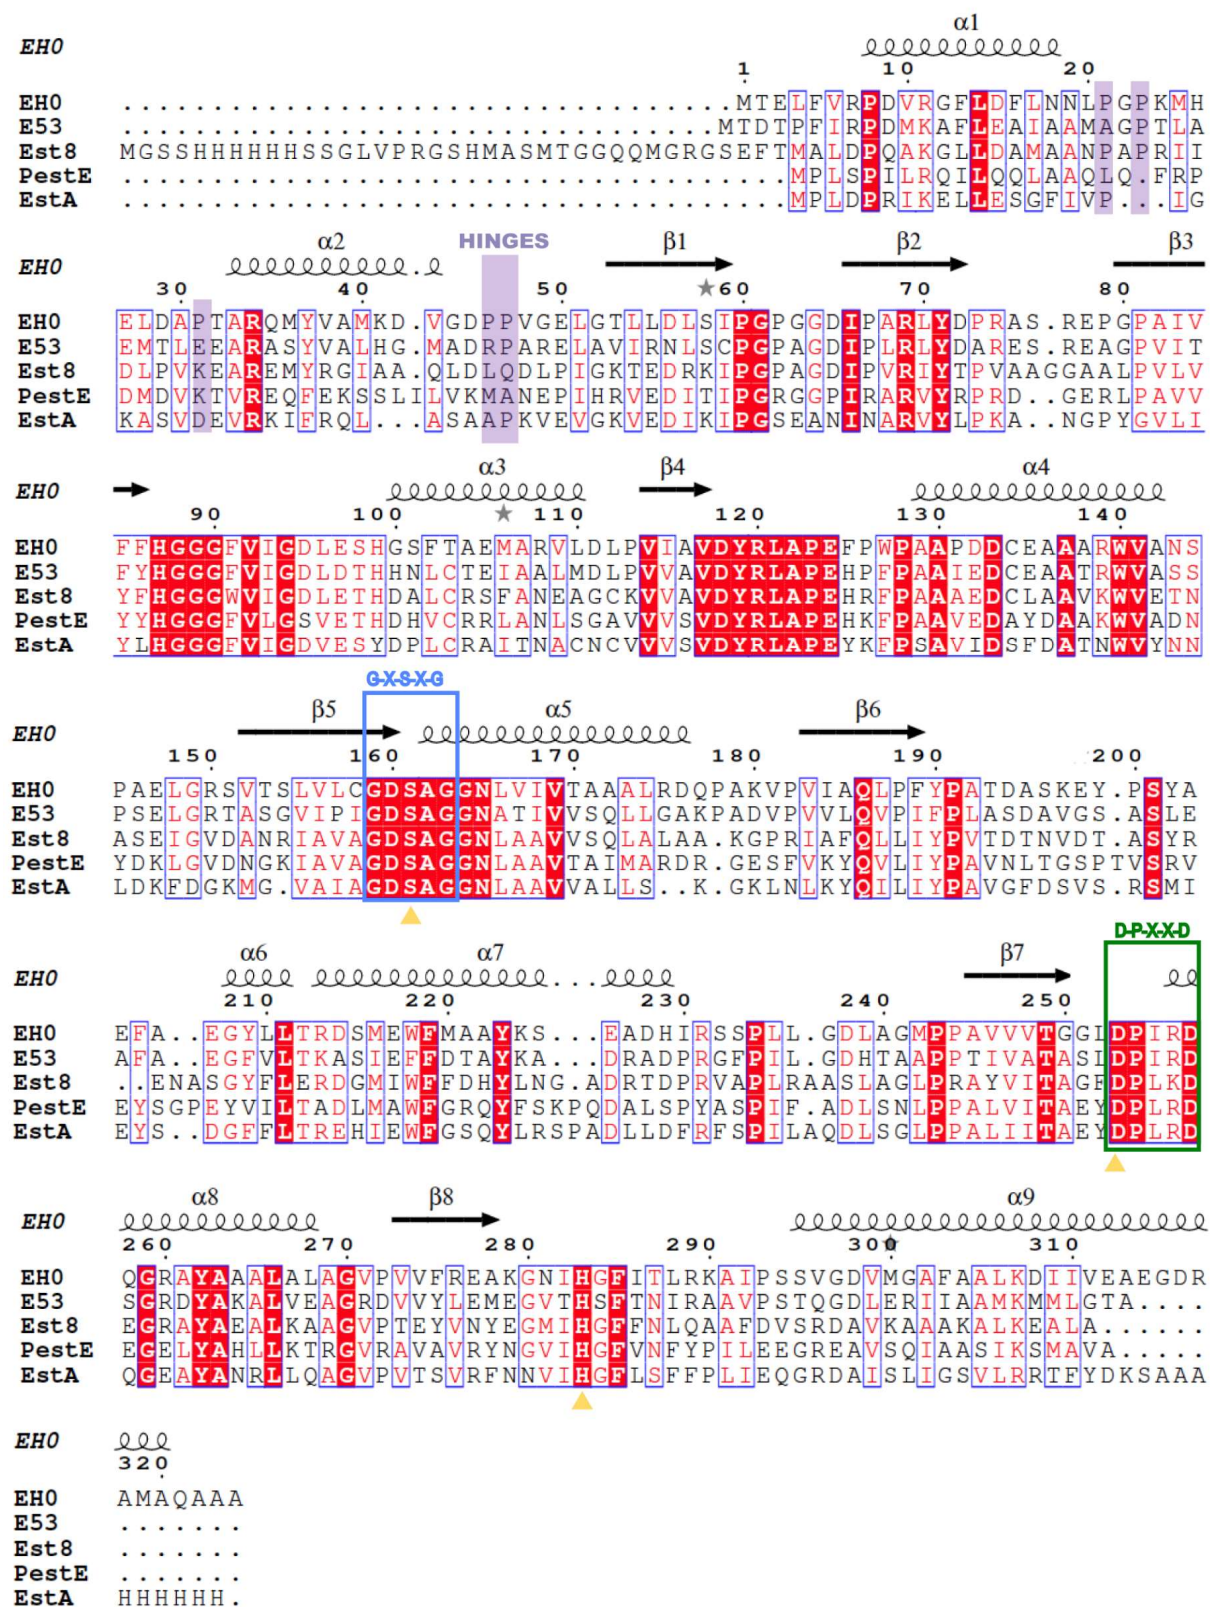 α1
EH0
1 10 20
EH0 ..................................MTELFVRPDVRGFLDFLNNLPGPKMH
E53 .................................MTDTPFIRPDMKAFLEAIAAMAGPTLA
Est8 MGSSHHHHHHSSGLVPRGSHMASMTGGQQMGRGSEFTMALDPQAKGLLDAMAANPAPRII
PestE .....................................MPLSPILRQILQQLAAQLQ.FRP
EstA .....................................MPLDPRIKELLESGFIVP...IG
α2 HINGES β1 β2 β3
EH0
30 40 50 60 70 80
EH0 ELDAPTARQMYVAMKD.VGDPPVGELGTLLDLSIPGPGGDIPARLYDPRAS.REPGPAIV
E53 EMTLEEARASYVALHG.MADRPARELAVIRNLSCPGPAGDIPLRLYDARES.REAGPVIT
Est8 DLPVKEAREMYRGIAA.QLDLQDLPIGKTEDRKIPGPAGDIPVRIYTPVAAGGAALPVLV
PestE DMDVKTVREQFEKSSLILVKMANEPIHRVEDITIPGRGGPIRARVYRPRD..GERLPAVV
EstA KASVDEVRKIFRQL...ASAAPKVEVGKVEDIKIPGSEANINARVYLPKA..NGPYGVLI
α3 β4 α4
EH0
90 100 110 120 130 140
EH0 FFHGGGFVIGDLESHGSFTAEMARVLDLPVIAVDYRLAPEFPWPAAPDDCEAAARWVANS
E53 FYHGGGFVIGDLDTHHNLCTEIAALMDLPVVAVDYRLAPEHPFPAAIEDCEAATRWVASS
Est8 YFHGGGWVIGDLETHDALCRSFANEAGCKVVAVDYRLAPEHRFPAAAEDCLAAVKWVETN
PestE YYHGGGFVLGSVETHDHVCRRLANLSGAVVVSVDYRLAPEHKFPAAVEDAYDAAKWVADN
EstA YLHGGGFVIGDVESYDPLCRAITNACNCVVVSVDYRLAPEYKFPSAVIDSFDATNWVYNN
G-X-S-X-G
β5 α5 β6
EH0
150 160 170 180 190 200
EH0 PAELGRSVTSLVLCGDSAGGNLVIVTAAALRDQPAKVPVIAQLPFYPATDASKEY.PSYA
E53 PSELGRTASGVIPIGDSAGGNATIVVSQLLGAKPADVPVVLQVPIFPLASDAVGS.ASLE
Est8 ASEIGVDANRIAVAGDSAGGNLAAVVSQLALAA.KGPRIAFQLLIYPVTDTNVDT.ASYR
PestE YDKLGVDNGKIAVAGDSAGGNLAAVTAIMARDR.GESFVKYQVLIYPAVNLTGSPTVSRV
EstA LDKFDGKMG.VAIAGDSAGGNLAAVVALLS..K.GKLNLKYQILIYPAVGFDSVS.RSMI
D-P-X-X-D
α6 α7 β7
EH0
210 220 230 240 250
EH0 EFA..EGYLLTRDSMEWFMAAYKS...EADHIRSSPLL.GDLAGMPPAVVVTGGLDPIRD
E53 AFA..EGFVLTKASIEFFDTAYKA...DRADPRGFPIL.GDHTAAPPTIVATASLDPIRD
Est8 ..ENASGYFLERDGMIWFFDHYLNG.ADRTDPRVAPLRAASLAGLPRAYVITAGFDPLKD
PestE EYSGPEYVILTADLMAWFGRQYFSKPQDALSPYASPIF.ADLSNLPPALVITAEYDPLRD
EstA EYS..DGFFLTREHIEWFGSQYLRSPADLLDFRFSPILAQDLSGLPPALIITAEYDPLRD
α8 β8 α9
EH0
260 270 280 290 300 310
EH0 QGRAYAAALALAGVPVVFREAKGNIHGFITLRKAIPSSVGDVMGAFAALKDIIVEAEGDR
E53 SGRDYAKALVEAGRDVVYLEMEGVTHSFTNIRAAVPSTQGDLERIIAAMKMMLGTA....
Est8 EGRAYAEALKAAGVPTEYVNYEGMIHGFFNLQAAFDVSRDAVKAAAKALKEALA......
PestE EGELYAHLLKTRGVRAVAVRYNGVIHGFVNFYPILEEGREAVSQIAASIKSMAVA.....
EstA QGEAYANRLLQAGVPVTSVRFNNVIHGFLSFFPLIEQGRDAISLIGSVLRRTFYDKSAAA
EH0
320
EH0 AMAQAAA
E53 .......
Est8 .......
PestE .......
EstA HHHHHH.